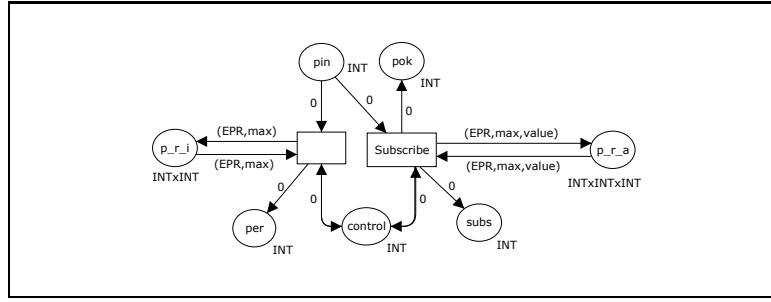 pin
INT
pok
INT
0
0
0
(EPR,max)
(EPR,max,value)
p_r_i
Subscribe
p_r_a
(EPR,max)
(EPR,max,value)
INTxINT
INTxINTxINT
0
0
0
0
per
control
subs
INT
INT
INT